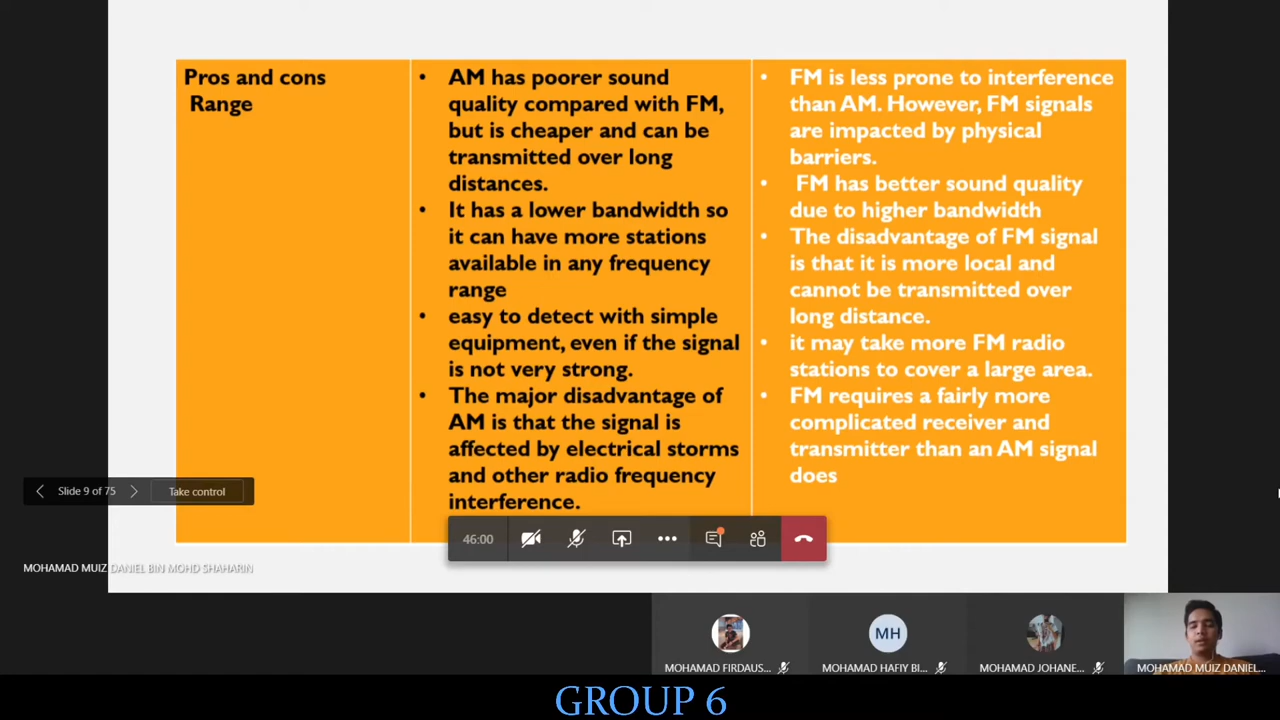 Pros and cons
Range
• AM has poorer sound
quality compared with FM,
but is cheaper and can be
transmitted over long
distances.
• It has a lower bandwidth so
it can have more stations
available in any frequency
range
• easy to detect with simple
equipment, even if the signal
is not very strong.
• The major disadvantage of
AM is that the signal is
affected by electrical storms
and other radio frequency
interference.
• FM is less prone to interference
than AM. However, FM signals
are impacted by physical
barriers.
• FM has better sound quality
due to higher bandwidth
• The disadvantage of FM signal
is that it is more local and
cannot be transmitted over
long distance.
• it may take more FM radio
stations to cover a large area.
• FM requires a fairly more
complicated receiver and
transmitter than an AM signal
does
Slide 9 of 75
Take control
46:00
MOHAMAD MUIZ DANIEL BIN MOHD SHAHARIN
MH
MOHAMAD FIRDAUS...
MOHAMAD HAFIY BI...
MOHAMAD JOHANE...
MOHAMAD MUIZ DANIEL...
GROUP 6